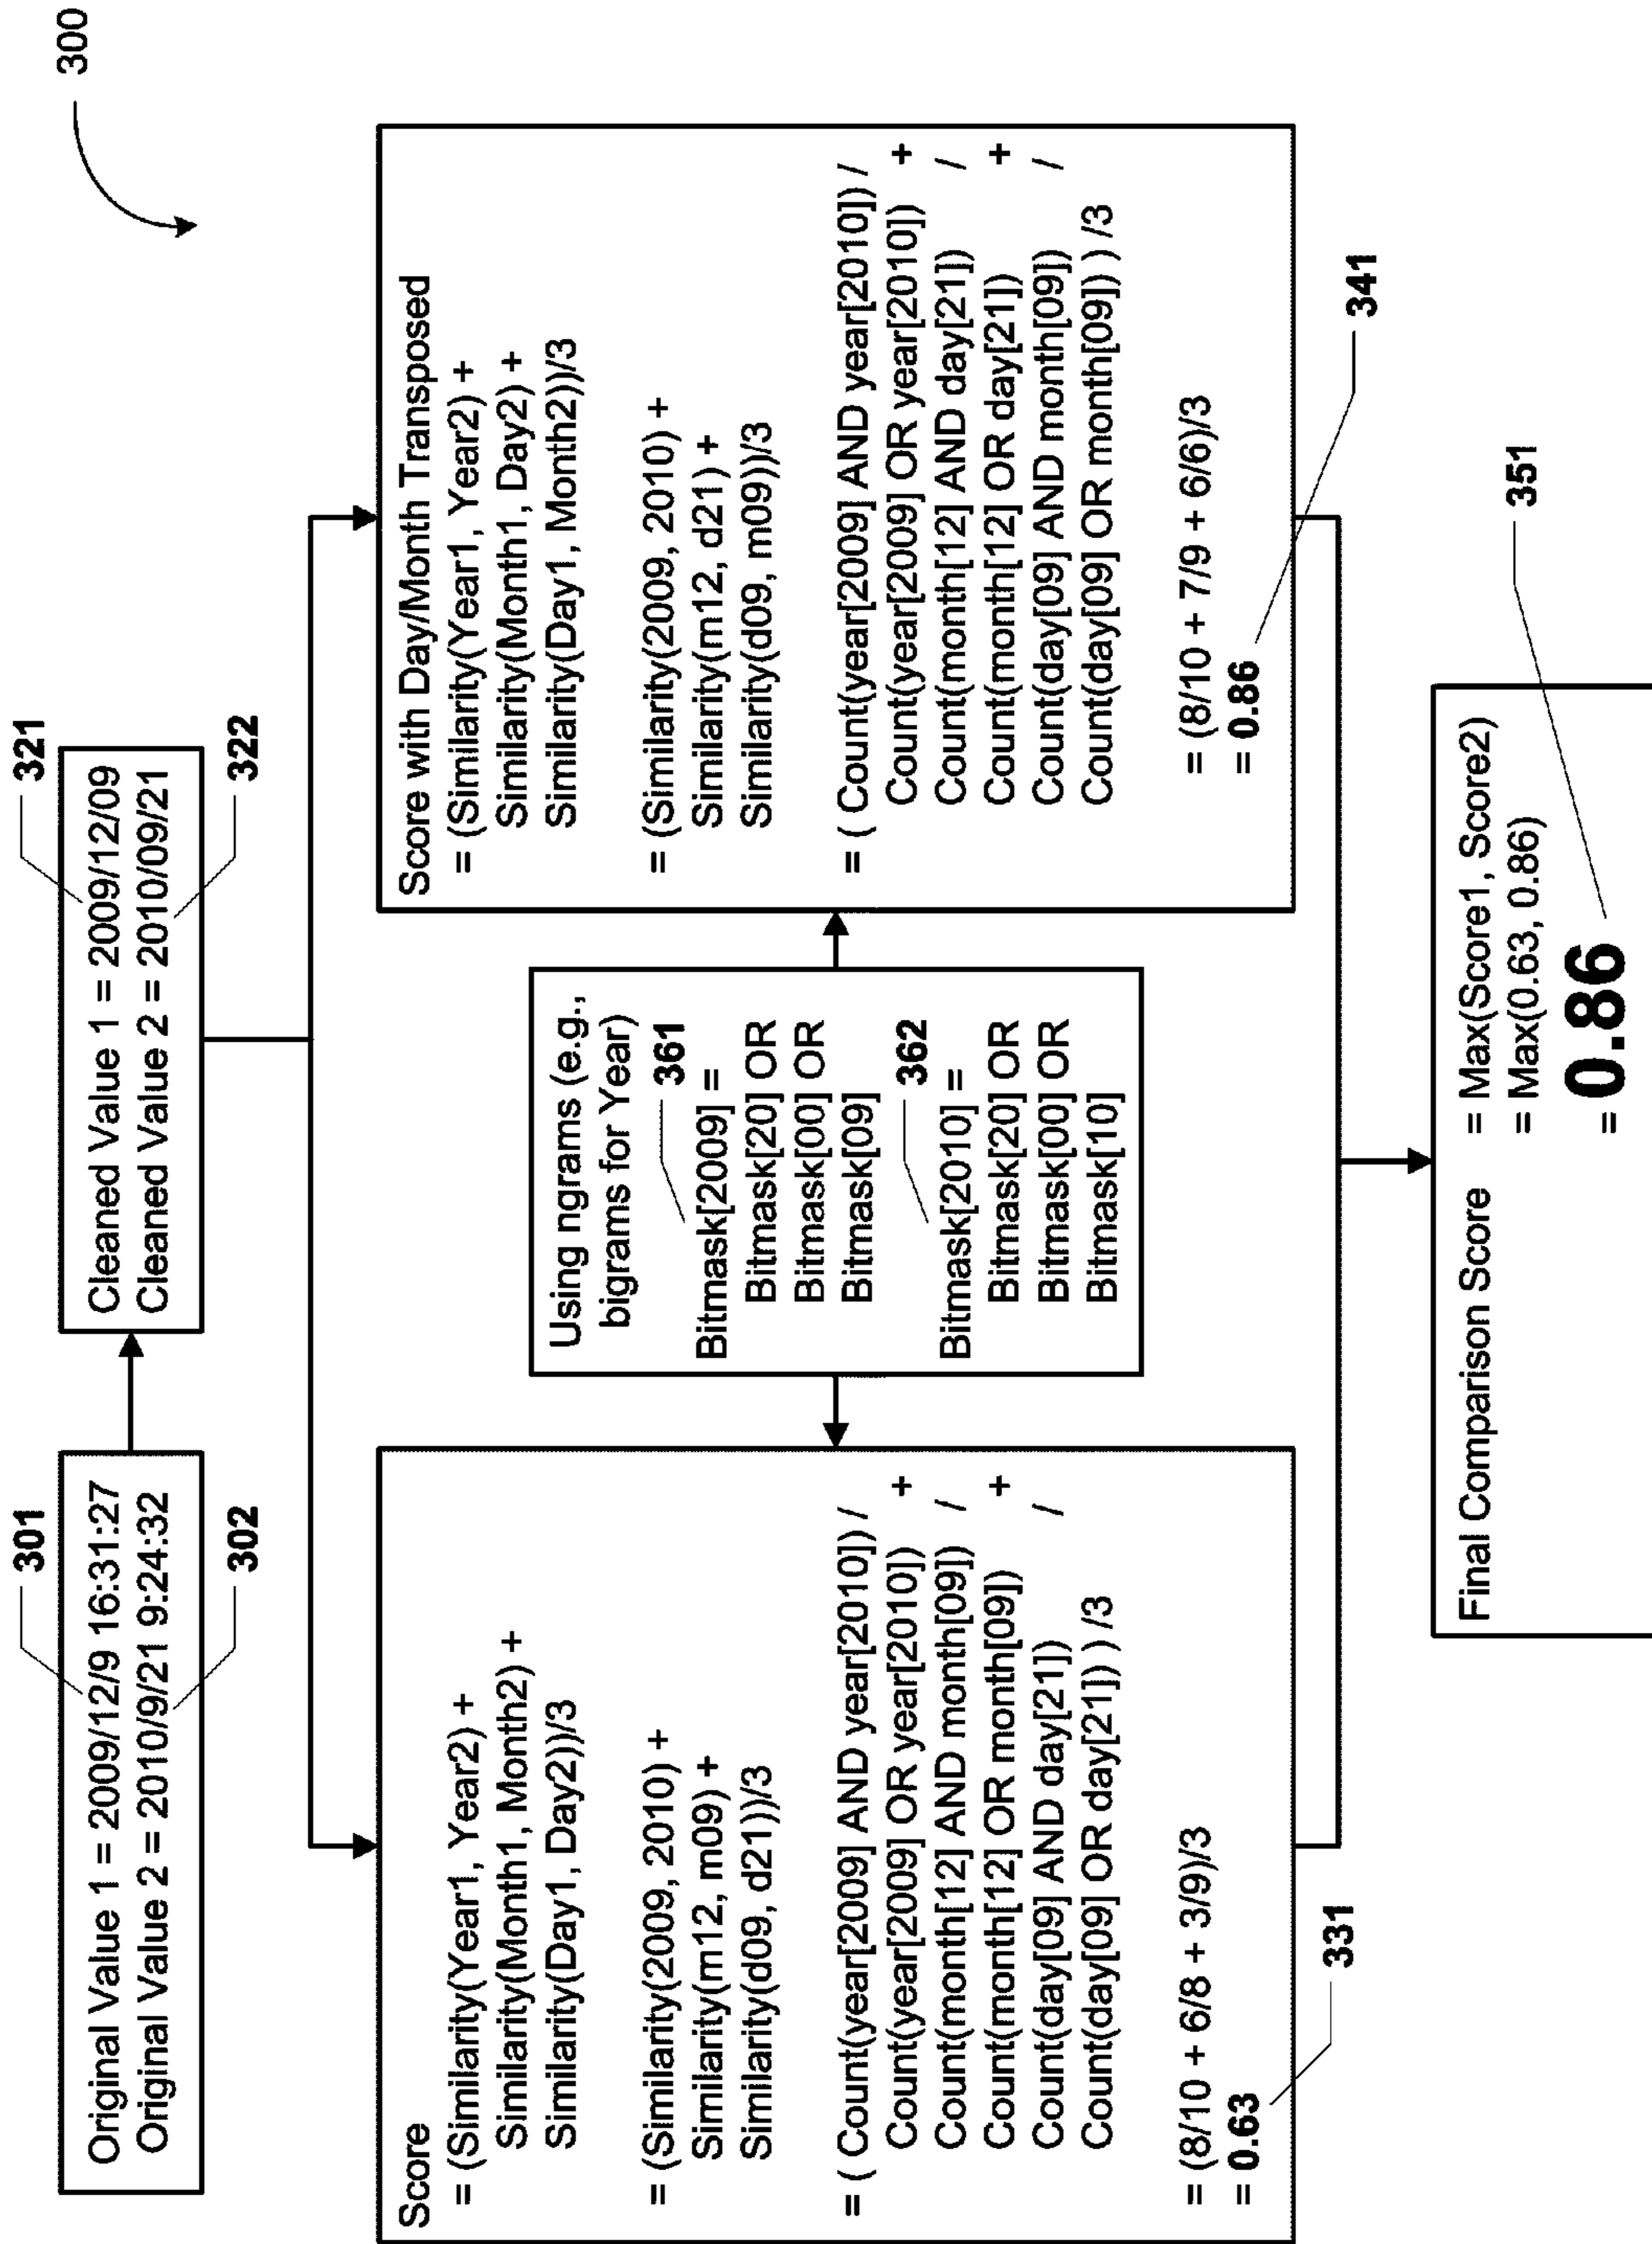 300
301
Original Value 1 = 2009/12/9 16:31:27
Original Value 2 = 2010/9/21 9:24:32
302
321
Cleaned Value 1 = 2009/12/09
Cleaned Value 2 = 2010/09/21
322
Score
= (Similarity(Year1, Year2) +
Similarity(Month1, Month2) +
Similarity(Day1, Day2))/3
= (Similarity(2009, 2010) +
Similarity(m12, m09) +
Similarity(d09, d21))/3
= ( Count(year[2009] AND year[2010]) /
Count(year[2009] OR year[2010]) +
Count(month[12] AND month[09]) /
Count(month[12] OR month[09]) +
Count(day[09] AND day[21]) /
Count(day[09] OR day[21]) ) /3
= (8/10 + 6/8 + 3/9)/3
= 0.63
331
Using ngrams (e.g.,
bigrams for Year)
361
Bitmask[2009] =
Bitmask[20] OR
Bitmask[00] OR
Bitmask[09]
362
Bitmask[2010] =
Bitmask[20] OR
Bitmask[00] OR
Bitmask[10]
Score with Day/Month Transposed
= (Similarity(Year1, Year2) +
Similarity(Month1, Day2) +
Similarity(Day1, Month2))/3
= (Similarity(2009, 2010) +
Similarity(m12, d21) +
Similarity(d09, m09))/3
= ( Count(year[2009] AND year[2010]) /
Count(year[2009] OR year[2010]) +
Count(month[12] AND day[21]) /
Count(month[12] OR day[21]) +
Count(day[09] AND month[09]) /
Count(day[09] OR month[09]) ) /3
= (8/10 + 7/9 + 6/6)/3
= 0.86
341
Final Comparison Score = Max(Score1, Score2)
= Max(0.63, 0.86)
= 0.86
351